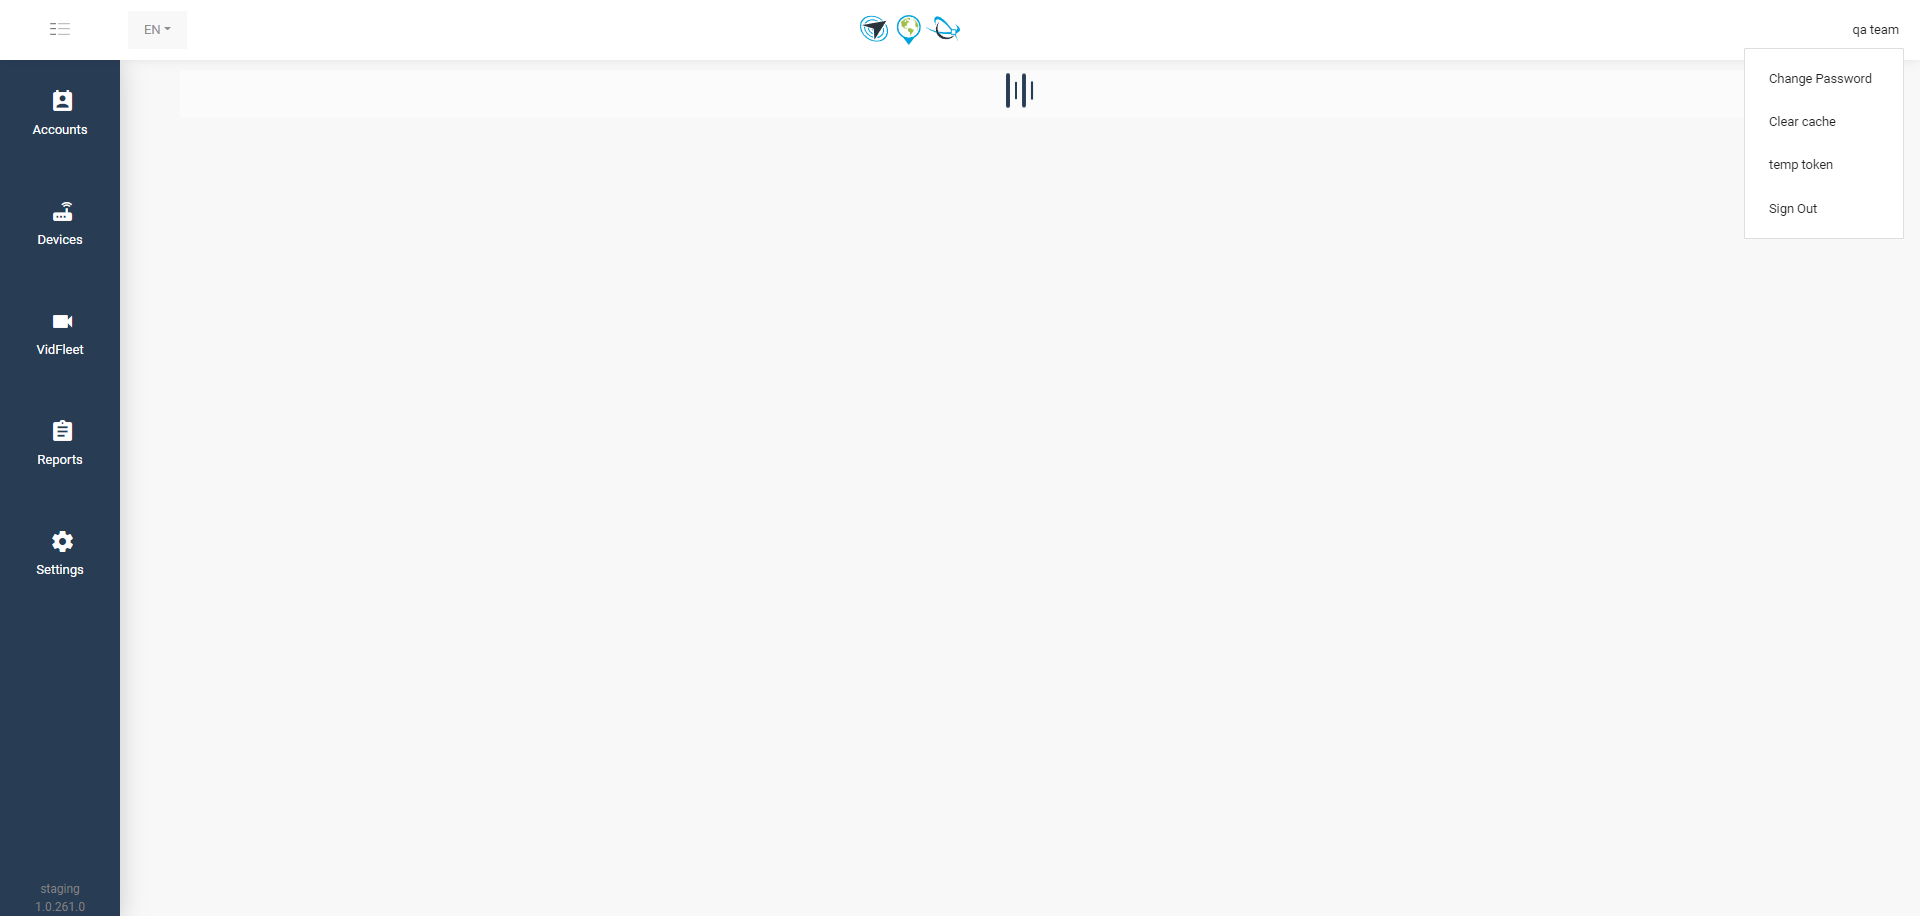 EN
qa team
Change Password
Clear cache
temp token
Sign Out
Accounts
Devices
VidFleet
Reports
Settings
staging
1.0.261.0